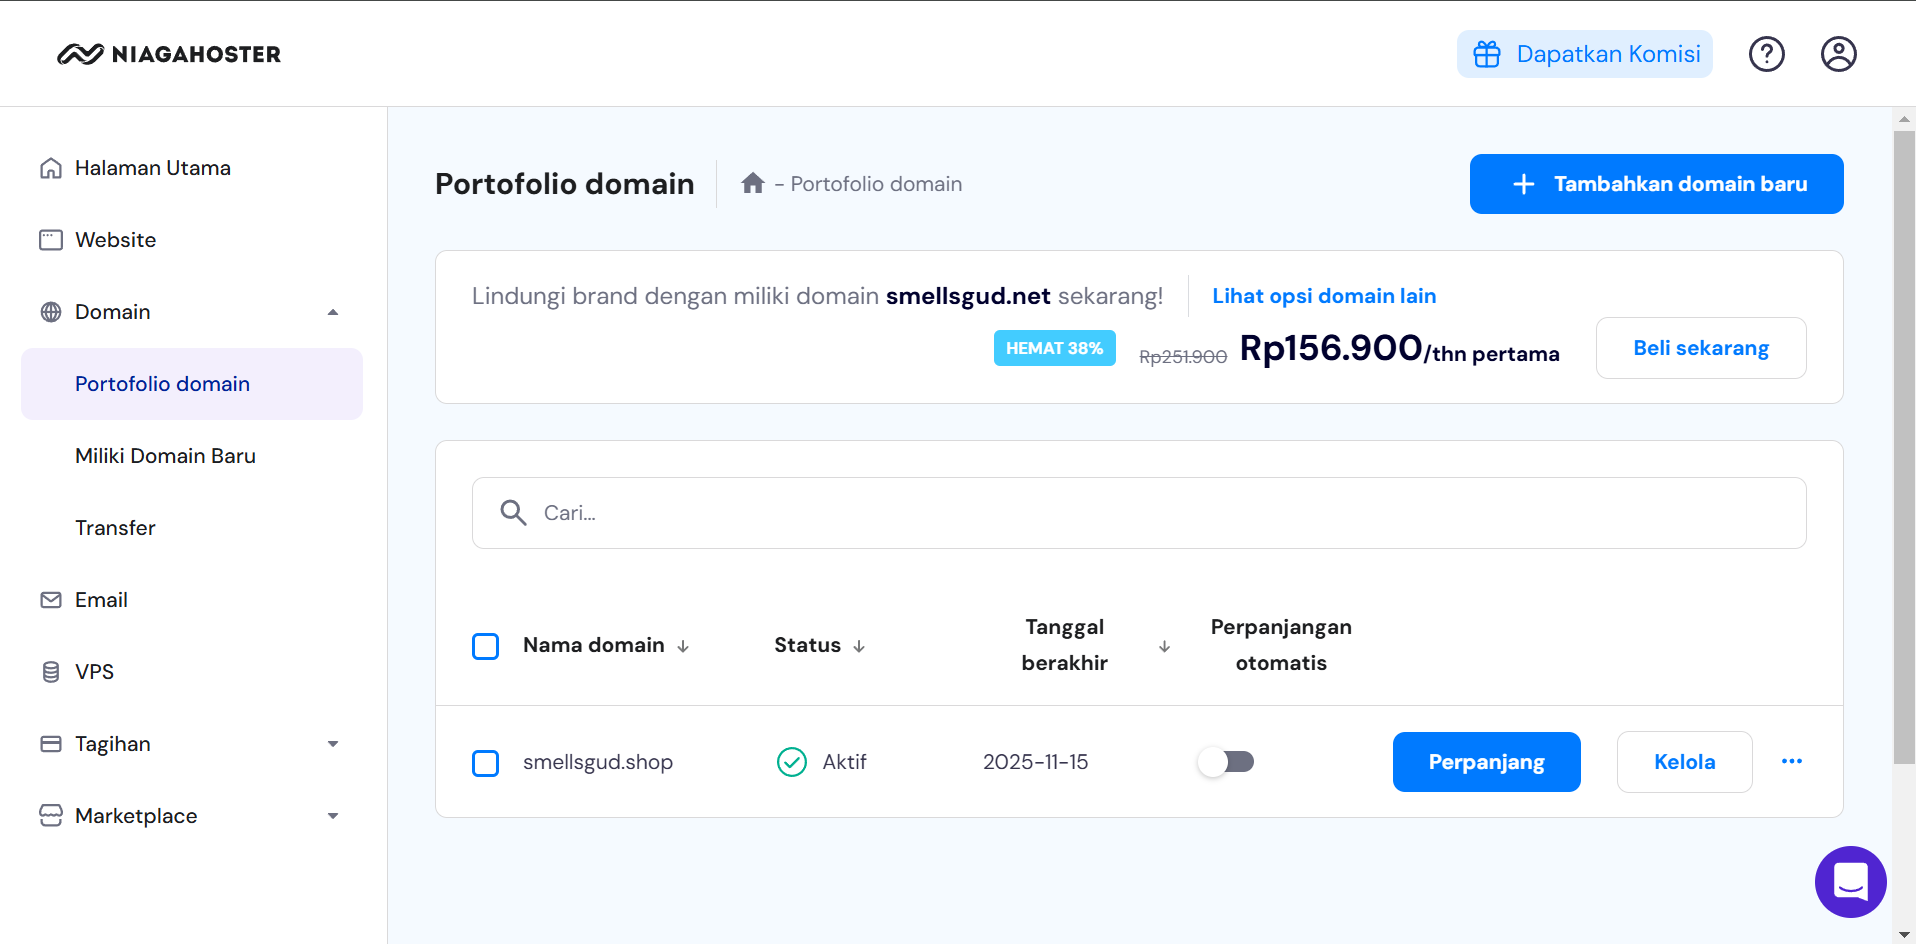 NIAGAHOSTER
Dapatkan Komisi
Halaman Utama
Website
Domain
Portofolio domain
Miliki Domain Baru
Transfer
Email
VPS
Tagihan
Marketplace
Portofolio domain
- Portofolio domain
+ Tambahkan domain baru
Lindungi brand dengan miliki domain smellsgud.net sekarang!
Lihat opsi domain lain
HEMAT 38%
Rp251.900 Rp156.900/thn pertama
Beli sekarang
Cari...
Nama domain ↓
Status ↓
Tanggal
berakhir ↓
Perpanjangan
otomatis
smellsgud.shop
Aktif
2025-11-15
Perpanjang
Kelola